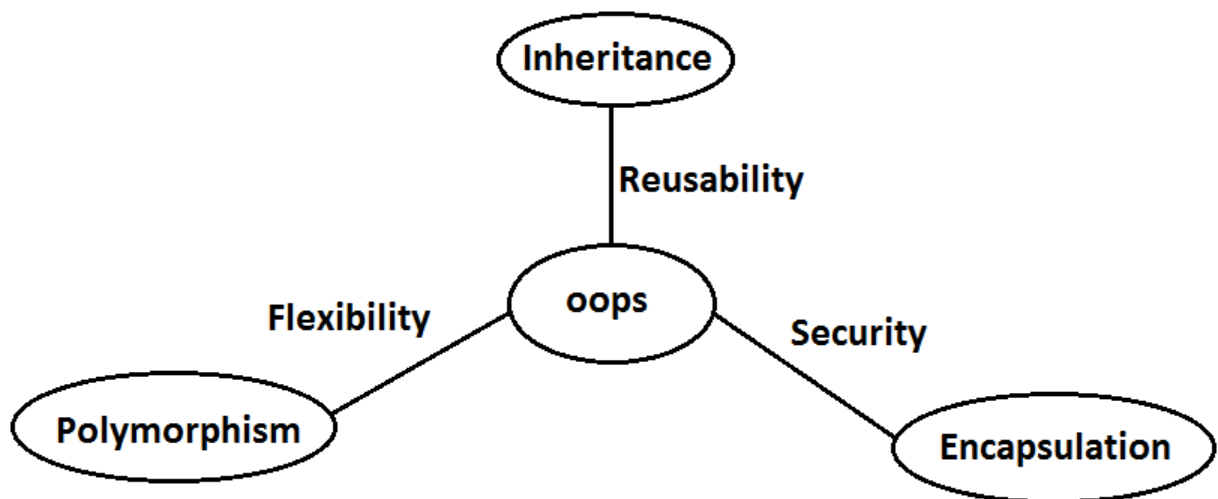 Inheritance
Reusability
oops
Flexibility
Security
Polymorphism
Encapsulation